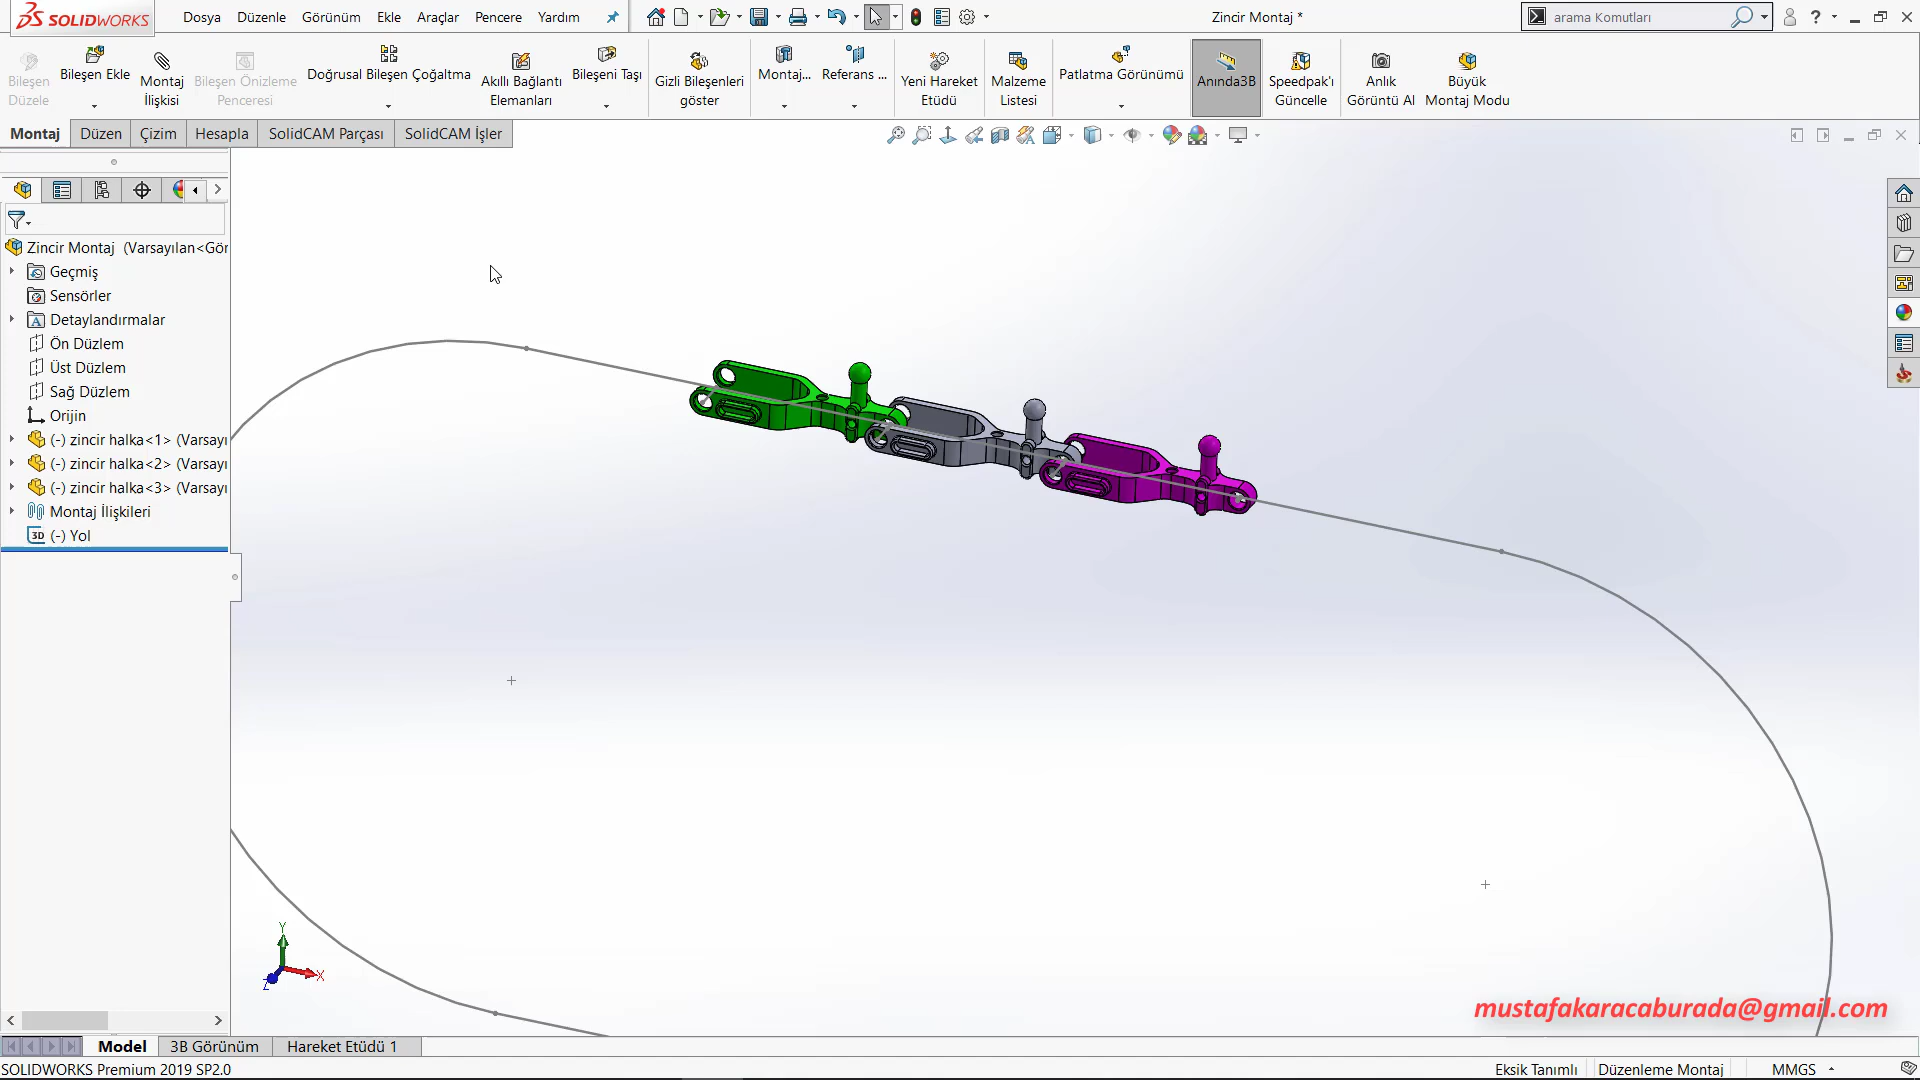 SOLIDWORKS
Dosya Düzenle Görünüm Ekle Araçlar Pencere Yardım
Zincir Montaj *
arama Komutları
?
Bileşen Düzele
Bileşen Ekle
Montaj İlişkisi
Bileşen Önizleme Penceresi
Doğrusal Bileşen Çoğaltma
Akıllı Bağlantı Elemanları
Bileşeni Taşı
Gizli Bileşenleri göster
Montaj...
Referans ...
Yeni Hareket Etüdü
Malzeme Listesi
Patlatma Görünümü
Anında3B
Speedpak'ı Güncelle
Anlık Görüntü Al
Büyük Montaj Modu
Montaj Düzen Çizim Hesapla SolidCAM Parçası SolidCAM İşler
Zincir Montaj (Varsayılan<Gör
Geçmiş
Sensörler
Detaylandırmalar
Ön Düzlem
Üst Düzlem
Sağ Düzlem
Orijin
(-) zincir halka<1> (Varsayı
(-) zincir halka<2> (Varsayı
(-) zincir halka<3> (Varsayı
Montaj İlişkileri
3D (-) Yol
Y
X
Z
mustafakaracaburada@gmail.com
Model 3B Görünüm Hareket Etüdü 1
SOLIDWORKS Premium 2019 SP2.0
Eksik Tanımlı Düzenleme Montaj MMGS